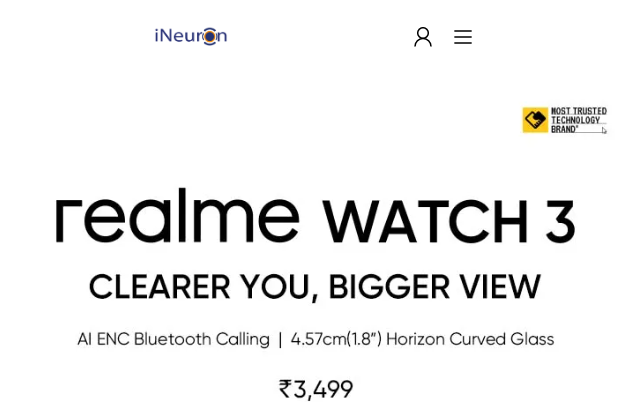 iNeuron
MOST TRUSTED
TECHNOLOGY
BRAND*
realme WATCH 3
CLEARER YOU, BIGGER VIEW
AI ENC Bluetooth Calling | 4.57cm(1.8") Horizon Curved Glass
₹3,499